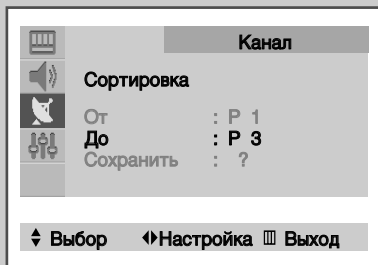 Канал
Сортировка
От : P 1
До : P 3
Сохранить : ?
Выбор Настройка Выход